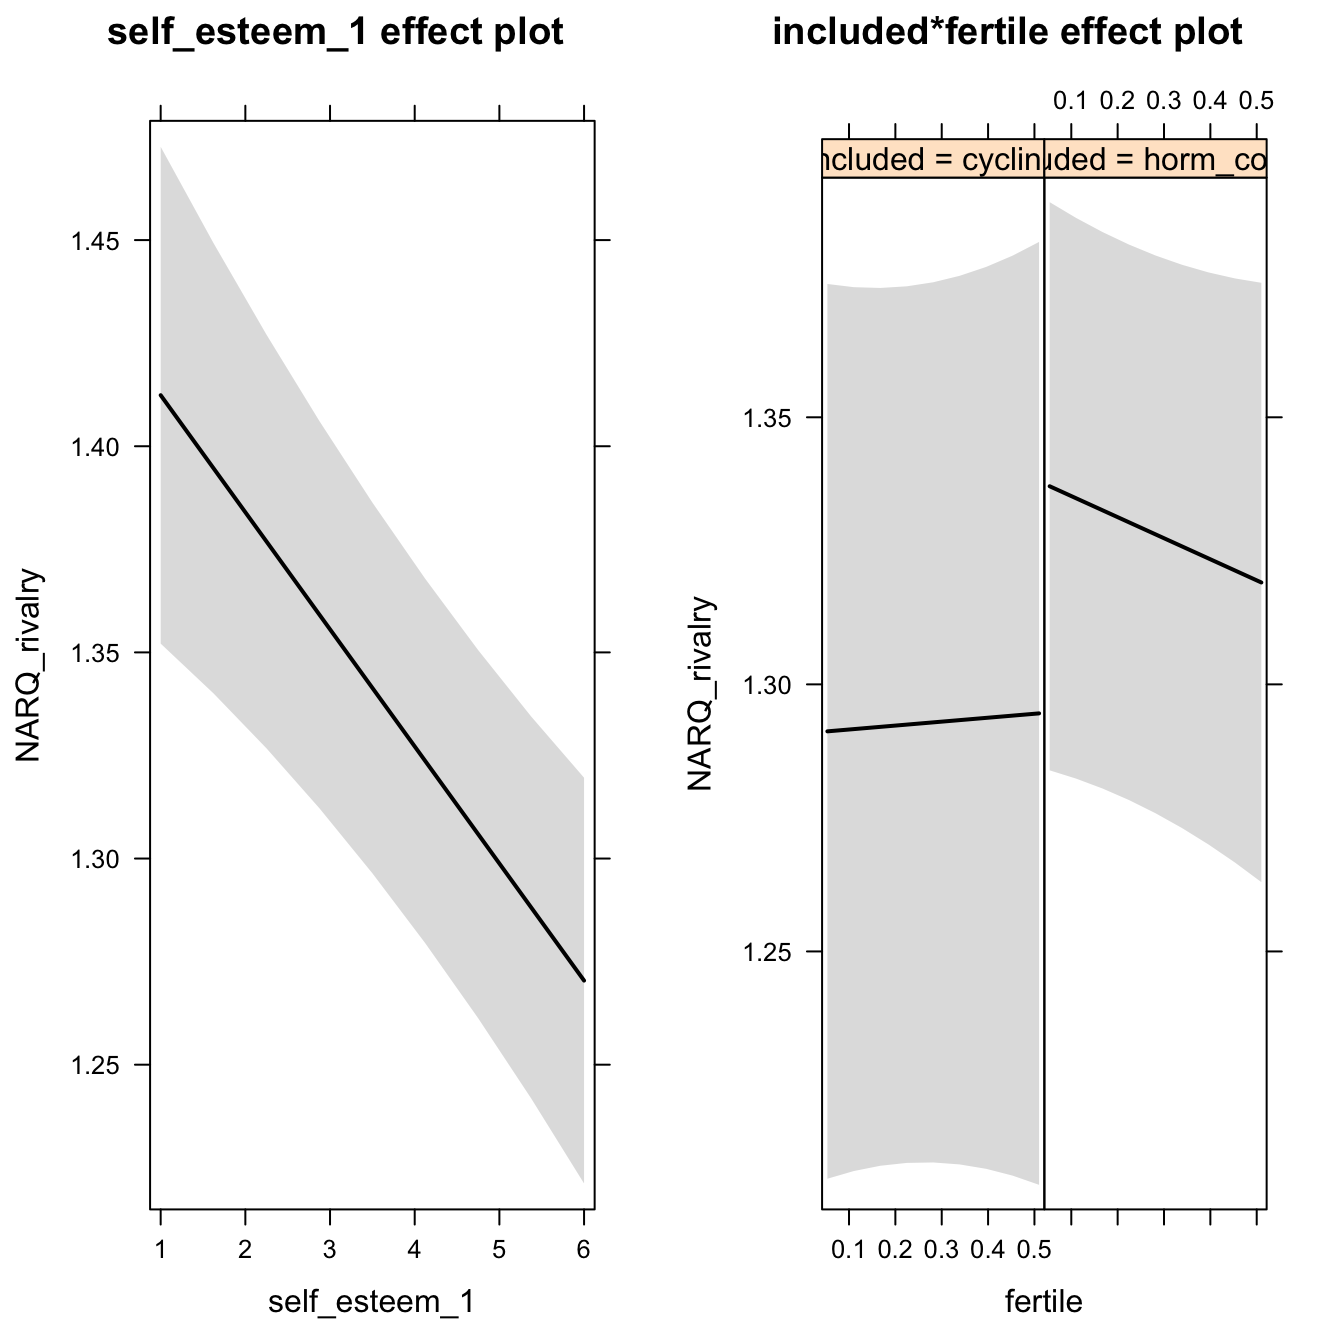 self_esteem_1 effect plot
1.45
1.40
1.35
1.30
1.25
NARQ_rivalry
1 2 3 4 5 6
self_esteem_1
included*fertile effect plot
0.1 0.2 0.3 0.4 0.5
ncluded = cyclin
uded = horm_co
1.35
1.30
1.25
NARQ_rivalry
0.1 0.2 0.3 0.4 0.5
fertile